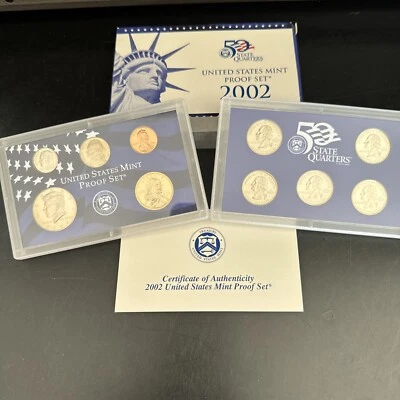 50
STATE
QUARTERS
UNITED STATES MINT
PROOF SET®
2002
UNITED STATES MINT
PROOF SET®
50
STATE
QUARTERS™
Certificate of Authenticity
2002 United States Mint Proof Set®